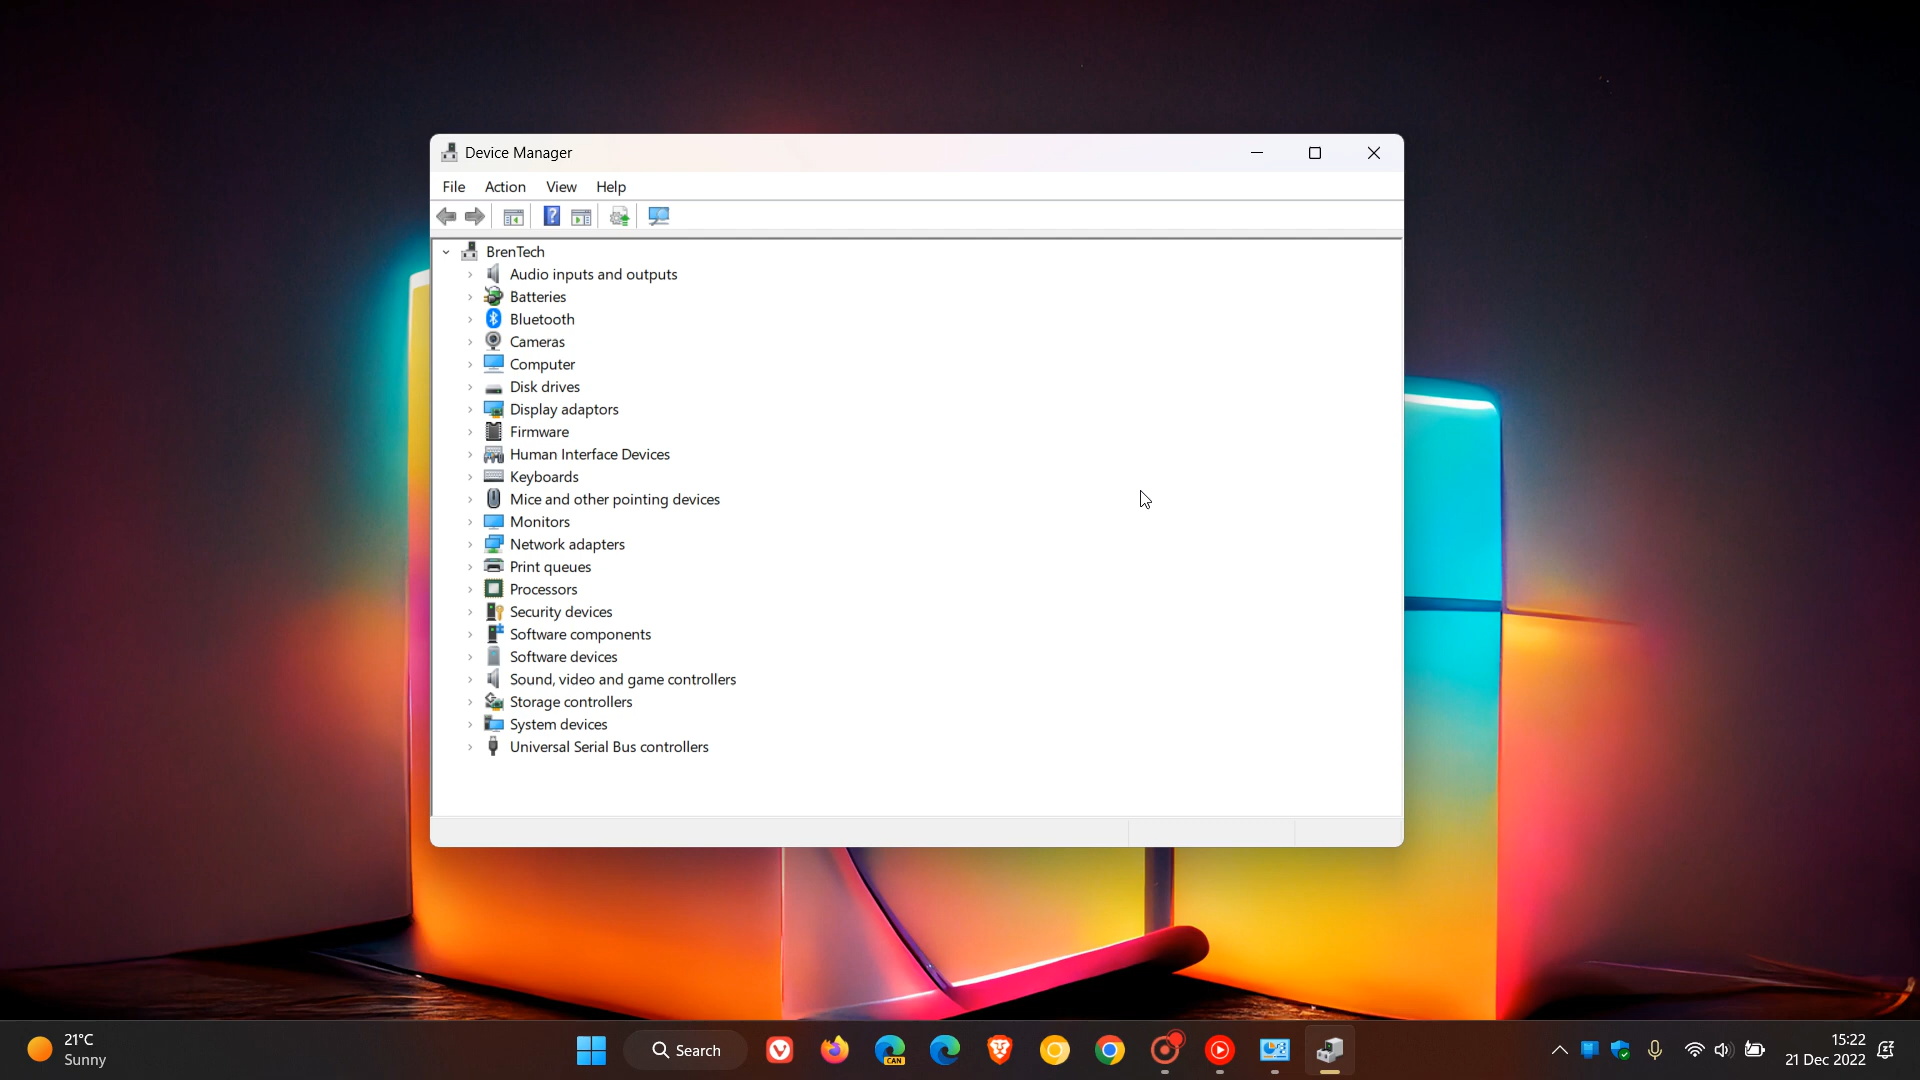 Device Manager
File Action View Help
BrenTech
Audio inputs and outputs
Batteries
Bluetooth
Cameras
Computer
Disk drives
Display adaptors
Firmware
Human Interface Devices
Keyboards
Mice and other pointing devices
Monitors
Network adapters
Print queues
Processors
Security devices
Software components
Software devices
Sound, video and game controllers
Storage controllers
System devices
Universal Serial Bus controllers
21°C
Sunny
Search
CAN
15:22
21 Dec 2022